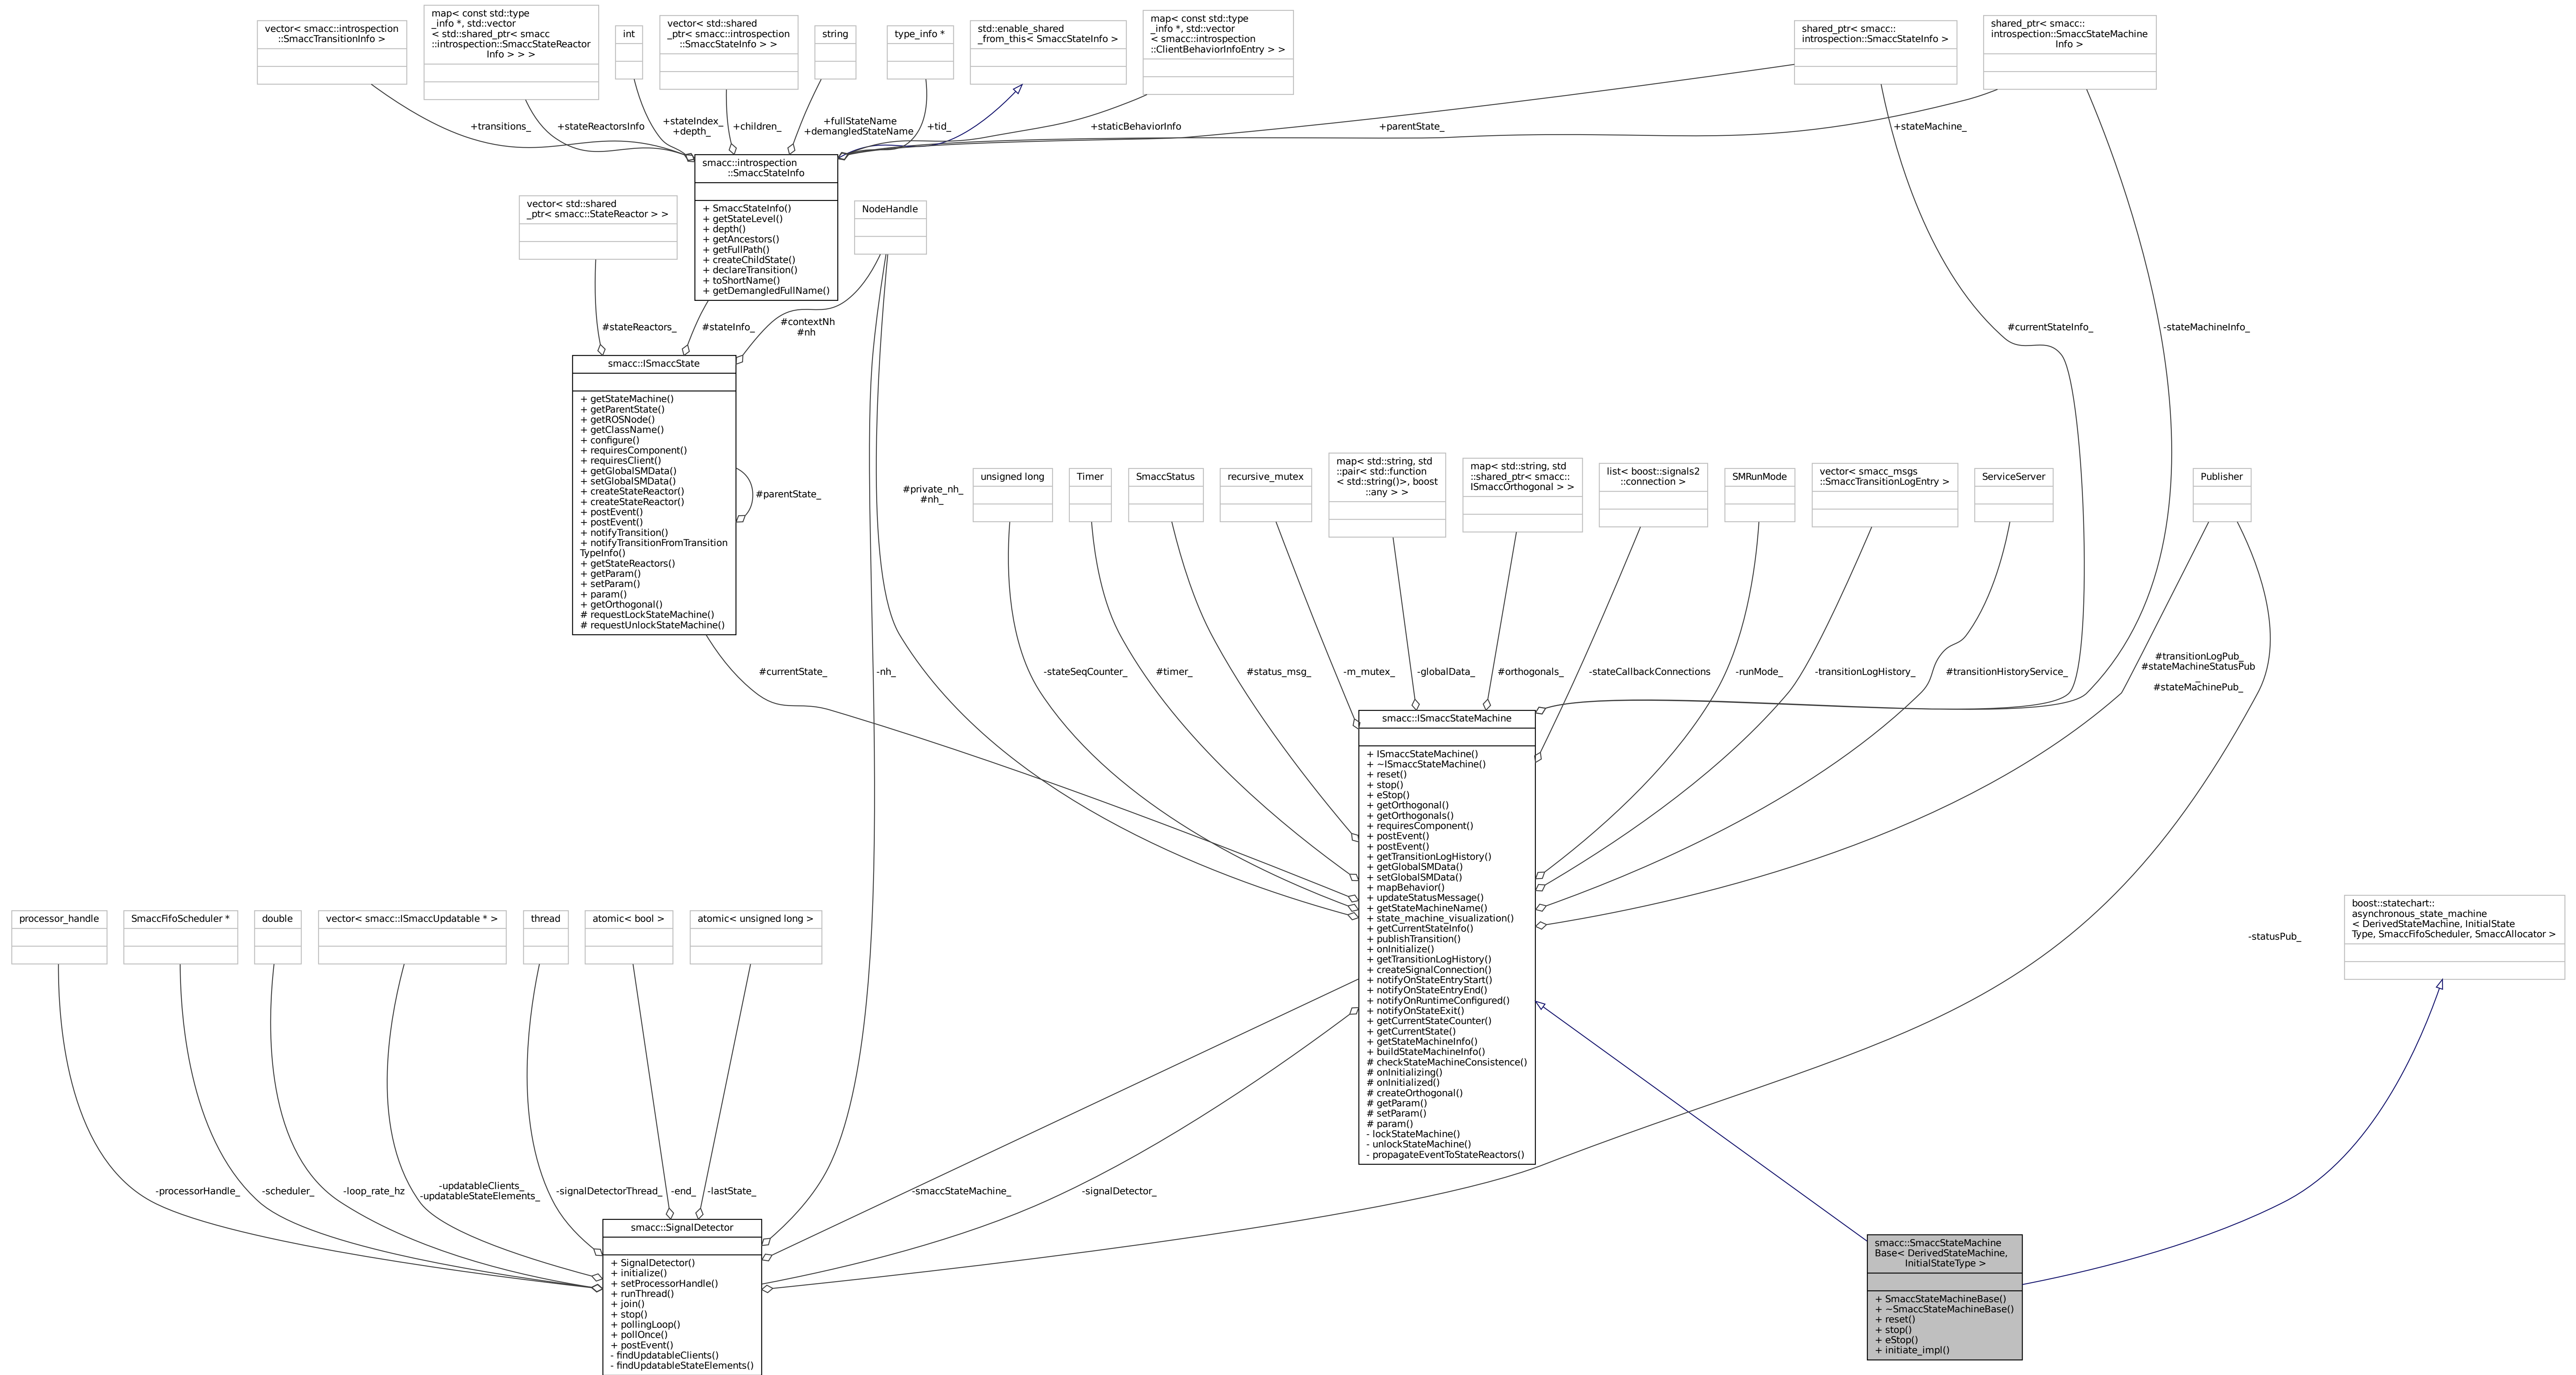 vector< smacc::introspection
::SmaccTransitionInfo >
map< const std::type
_info *, std::vector
< std::shared_ptr< smacc
::introspection::SmaccStateReactor
Info > > >
int
vector< std::shared
_ptr< smacc::introspection
::SmaccStateInfo > >
string
type_info *
std::enable_shared
_from_this< SmaccStateInfo >
map< const std::type
_info *, std::vector
< smacc::introspection
::ClientBehaviorInfoEntry > >
shared_ptr< smacc::
introspection::SmaccStateInfo >
shared_ptr< smacc::
introspection::SmaccStateMachine
Info >
+transitions_
+stateReactorsInfo
+stateIndex_
+depth_
+children_
+fullStateName
+demangledStateName
+tid_
+staticBehaviorInfo
+parentState_
+stateMachine_
smacc::introspection
::SmaccStateInfo
+ SmaccStateInfo()
+ getStateLevel()
+ depth()
+ getAncestors()
+ getFullPath()
+ createChildState()
+ declareTransition()
+ toShortName()
+ getDemangledFullName()
vector< std::shared
_ptr< smacc::StateReactor > >
NodeHandle
#stateReactors_
#stateInfo_
#contextNh
#nh
#currentStateInfo_
-stateMachineInfo_
smacc::ISmaccState
+ getStateMachine()
+ getParentState()
+ getROSNode()
+ getClassName()
+ configure()
+ requiresComponent()
+ requiresClient()
+ getGlobalSMData()
+ setGlobalSMData()
+ createStateReactor()
+ createStateReactor()
+ postEvent()
+ postEvent()
+ notifyTransition()
+ notifyTransitionFromTransition
TypeInfo()
+ getStateReactors()
+ getParam()
+ setParam()
+ param()
+ getOrthogonal()
# requestLockStateMachine()
# requestUnlockStateMachine()
#parentState_
#private_nh_
#nh_
unsigned long
Timer
SmaccStatus
recursive_mutex
map< std::string, std
::pair< std::function
< std::string()>, boost
::any > >
map< std::string, std
::shared_ptr< smacc::
ISmaccOrthogonal > >
list< boost::signals2
::connection >
SMRunMode
vector< smacc_msgs
::SmaccTransitionLogEntry >
ServiceServer
Publisher
#currentState_
-nh_
-stateSeqCounter_
#timer_
#status_msg_
-m_mutex_
-globalData_
#orthogonals_
-stateCallbackConnections
-runMode_
-transitionLogHistory_
#transitionHistoryService_
#transitionLogPub_
#stateMachineStatusPub
_
#stateMachinePub_
smacc::ISmaccStateMachine
+ ISmaccStateMachine()
+ ~ISmaccStateMachine()
+ reset()
+ stop()
+ eStop()
+ getOrthogonal()
+ getOrthogonals()
+ requiresComponent()
+ postEvent()
+ postEvent()
+ getTransitionLogHistory()
+ getGlobalSMData()
+ setGlobalSMData()
+ mapBehavior()
+ updateStatusMessage()
+ getStateMachineName()
+ state_machine_visualization()
+ getCurrentStateInfo()
+ publishTransition()
+ onInitialize()
+ getTransitionLogHistory()
+ createSignalConnection()
+ notifyOnStateEntryStart()
+ notifyOnStateEntryEnd()
+ notifyOnRuntimeConfigured()
+ notifyOnStateExit()
+ getCurrentStateCounter()
+ getCurrentState()
+ getStateMachineInfo()
+ buildStateMachineInfo()
# checkStateMachineConsistence()
# onInitializing()
# onInitialized()
# createOrthogonal()
# getParam()
# setParam()
# param()
- lockStateMachine()
- unlockStateMachine()
- propagateEventToStateReactors()
processor_handle
SmaccFifoScheduler *
double
vector< smacc::ISmaccUpdatable * >
thread
atomic< bool >
atomic< unsigned long >
-statusPub_
boost::statechart::
asynchronous_state_machine
< DerivedStateMachine, InitialState
Type, SmaccFifoScheduler, SmaccAllocator >
-processorHandle_
-scheduler_
-loop_rate_hz
-updatableClients_
-updatableStateElements_
-signalDetectorThread_
-end_
-lastState_
-smaccStateMachine_
-signalDetector_
smacc::SignalDetector
+ SignalDetector()
+ initialize()
+ setProcessorHandle()
+ runThread()
+ join()
+ stop()
+ pollingLoop()
+ pollOnce()
+ postEvent()
- findUpdatableClients()
- findUpdatableStateElements()
smacc::SmaccStateMachine
Base< DerivedStateMachine,
InitialStateType >
+ SmaccStateMachineBase()
+ ~SmaccStateMachineBase()
+ reset()
+ stop()
+ eStop()
+ initiate_impl()